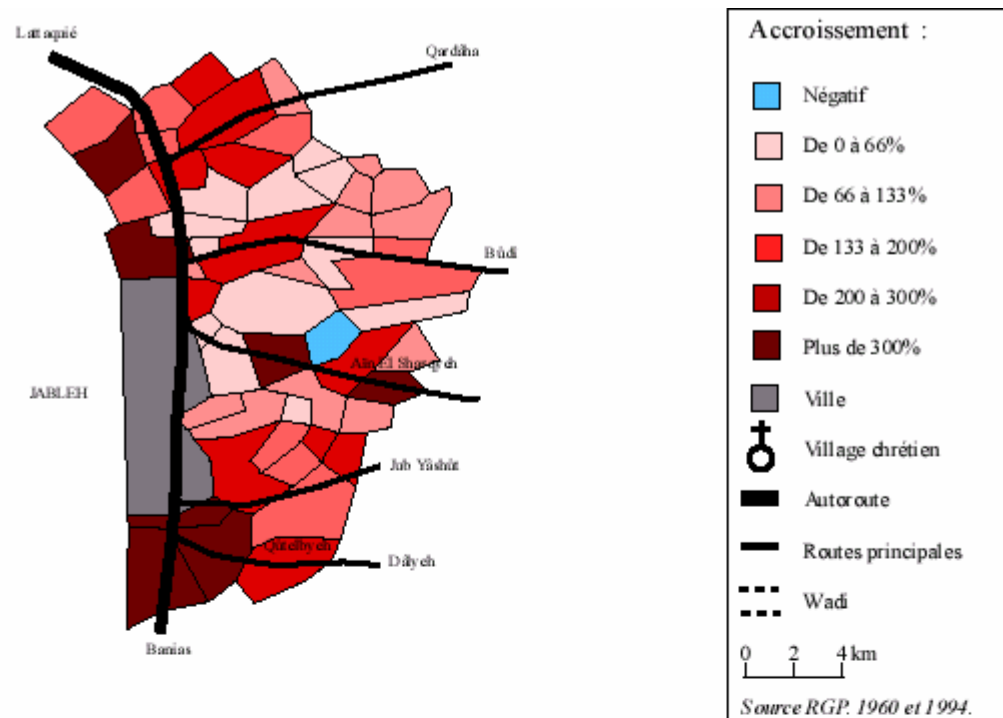 Lattaquié
Qardâha
Bûdi
Aïn El Sharqyeh
JABLEH
Jub Yâshût
Qûteibyeh
Dâlyeh
Banias
Accroissement :
Négatif
De 0 à 66%
De 66 à 133%
De 133 à 200%
De 200 à 300%
Plus de 300%
Ville
Village chrétien
Autoroute
Routes principales
Wadi
0 2 4 km
Source RGP. 1960 et 1994.